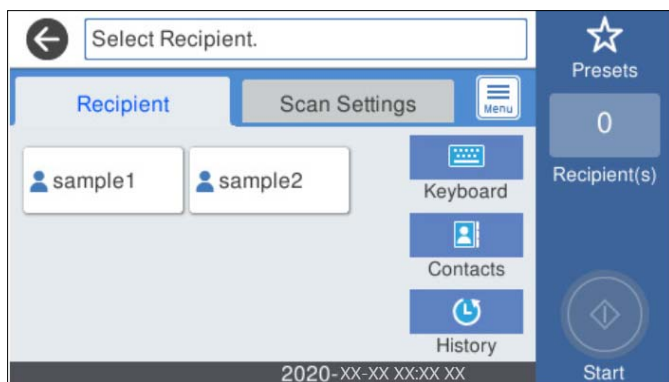 Select Recipient.
Presets
Recipient
Scan Settings
Menu
0
Recipient(s)
sample1
sample2
Keyboard
Contacts
History
2020-XX-XX XX:XX XX
Start